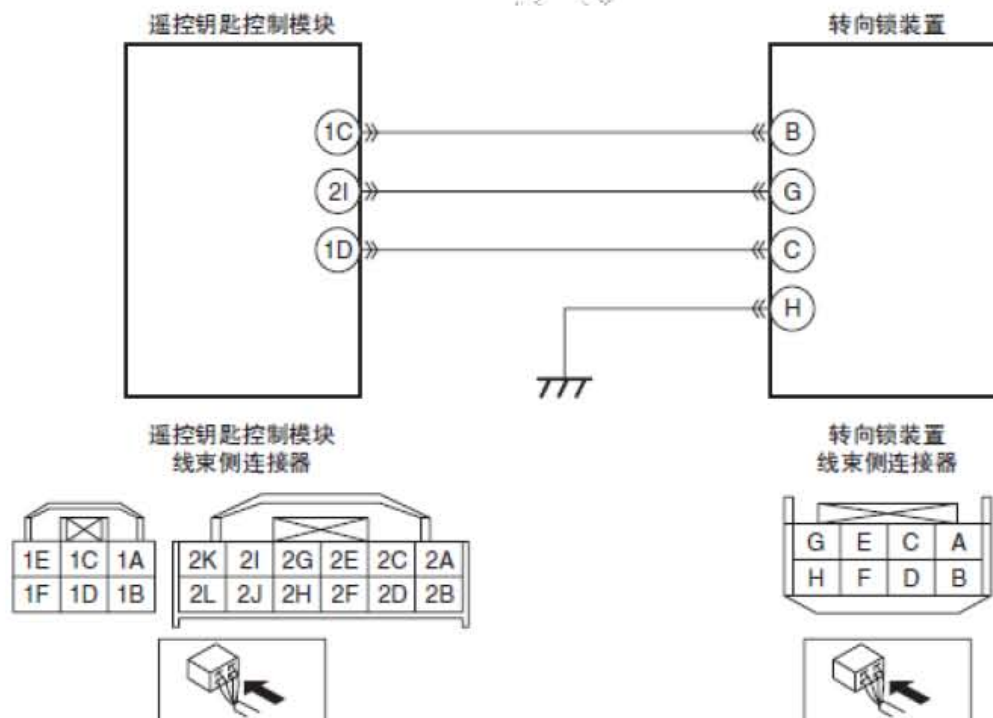 遥控钥匙控制模块 转向锁装置
1C B
2I G
1D C
H
遥控钥匙控制模块 转向锁装置
线束侧连接器 线束侧连接器
1E 1C 1A 2K 2I 2G 2E 2C 2A G E C A
1F 1D 1B 2L 2J 2H 2F 2D 2B H F D B